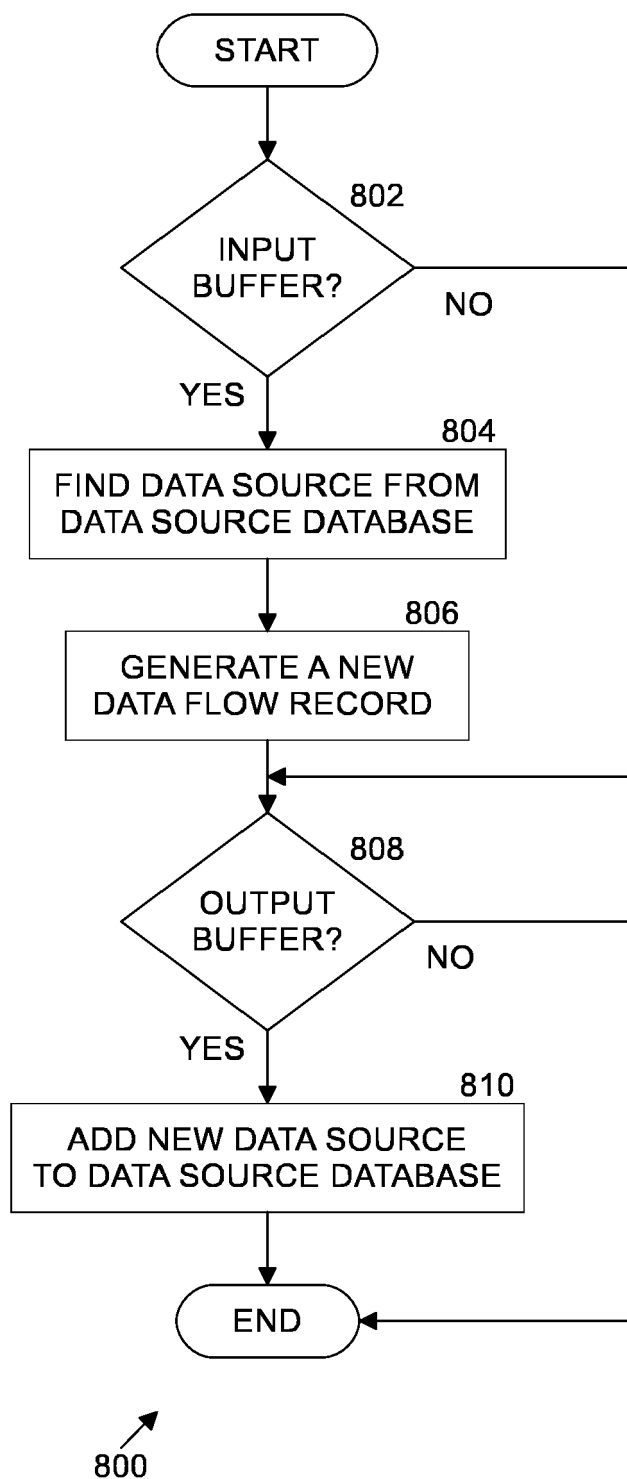 START
802
INPUT
BUFFER?
NO
YES
804
FIND DATA SOURCE FROM
DATA SOURCE DATABASE
806
GENERATE A NEW
DATA FLOW RECORD
808
OUTPUT
BUFFER?
NO
YES
810
ADD NEW DATA SOURCE
TO DATA SOURCE DATABASE
END
800